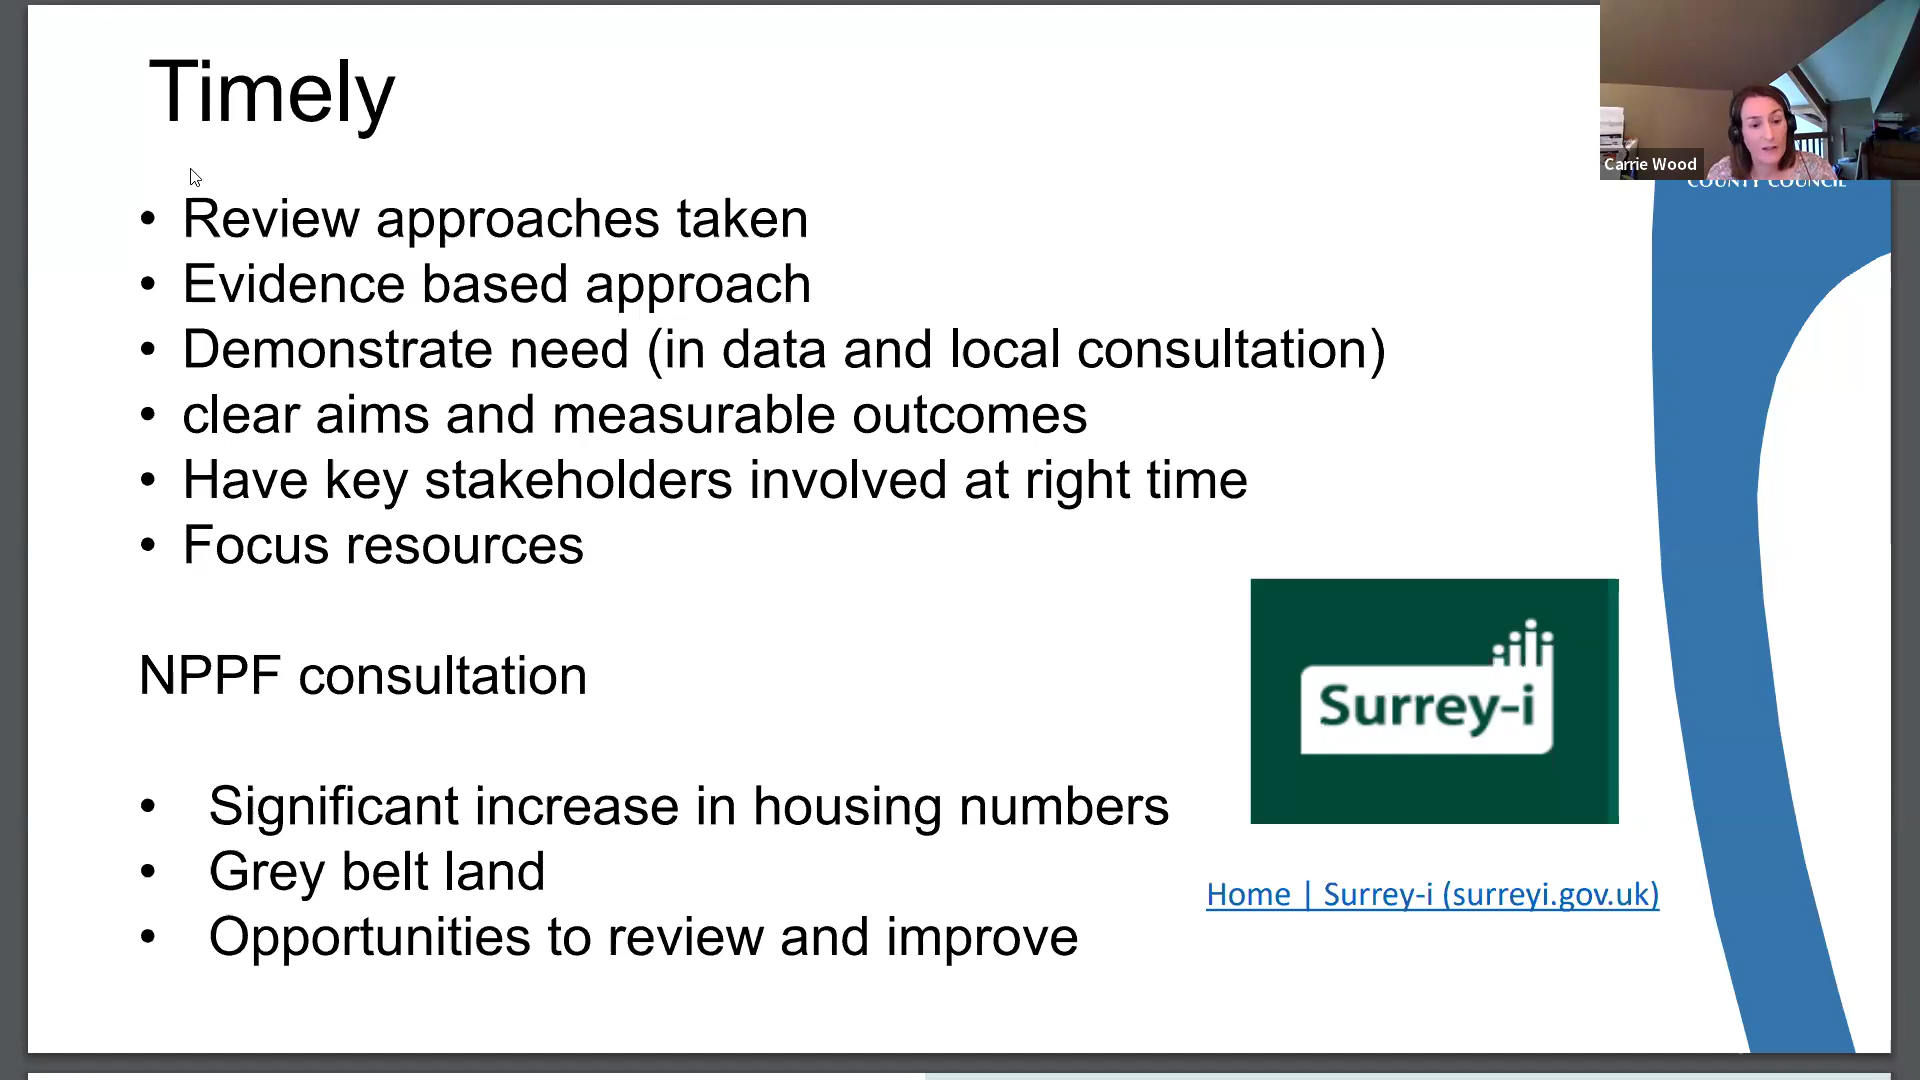 Timely
Carrie Wood
COUNTY COUNCIL
• Review approaches taken
• Evidence based approach
• Demonstrate need (in data and local consultation)
• clear aims and measurable outcomes
• Have key stakeholders involved at right time
• Focus resources
NPPF consultation
Surrey-i
• Significant increase in housing numbers
• Grey belt land
Home | Surrey-i (surreyi.gov.uk)
• Opportunities to review and improve